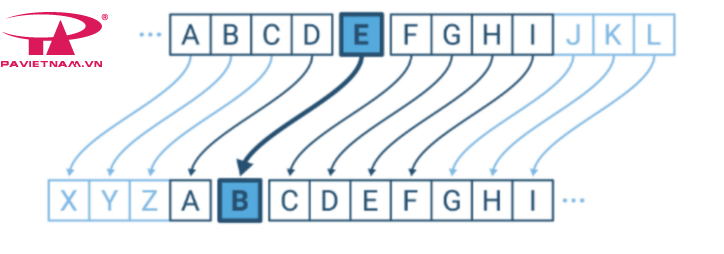 ®
PAVIETNAM.VN
... A B C D E F G H I J K L
X Y Z A B C D E F G H I ...